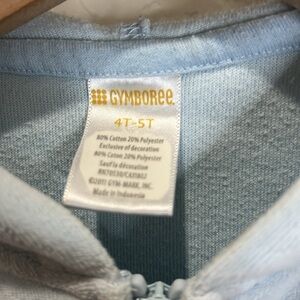 GYMBOREE
4T-5T
80% Cotton 20% Polyester
Exclusive of decoration
80% Cotton 20% Polyester
Sauf la décoration
©2011 GYM-MARK, INC.
Made in Indonesia